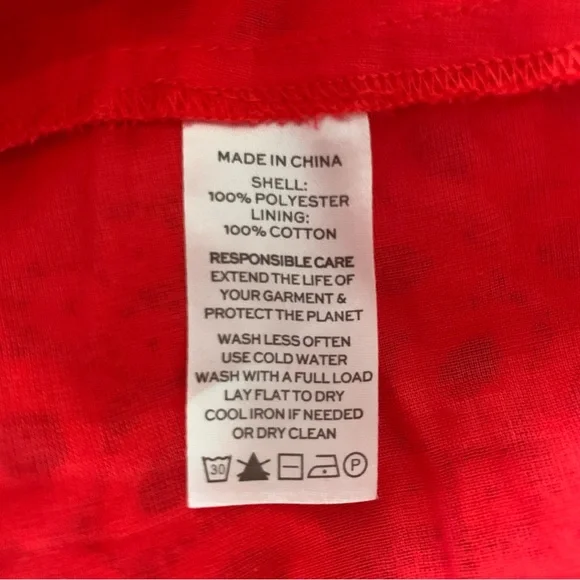 MADE IN CHINA
SHELL:
100% POLYESTER
LINING:
100% COTTON
RESPONSIBLE CARE
EXTEND THE LIFE OF
YOUR GARMENT &
PROTECT THE PLANET
WASH LESS OFTEN
USE COLD WATER
WASH WITH A FULL LOAD
LAY FLAT TO DRY
COOL IRON IF NEEDED
OR DRY CLEAN
30 P